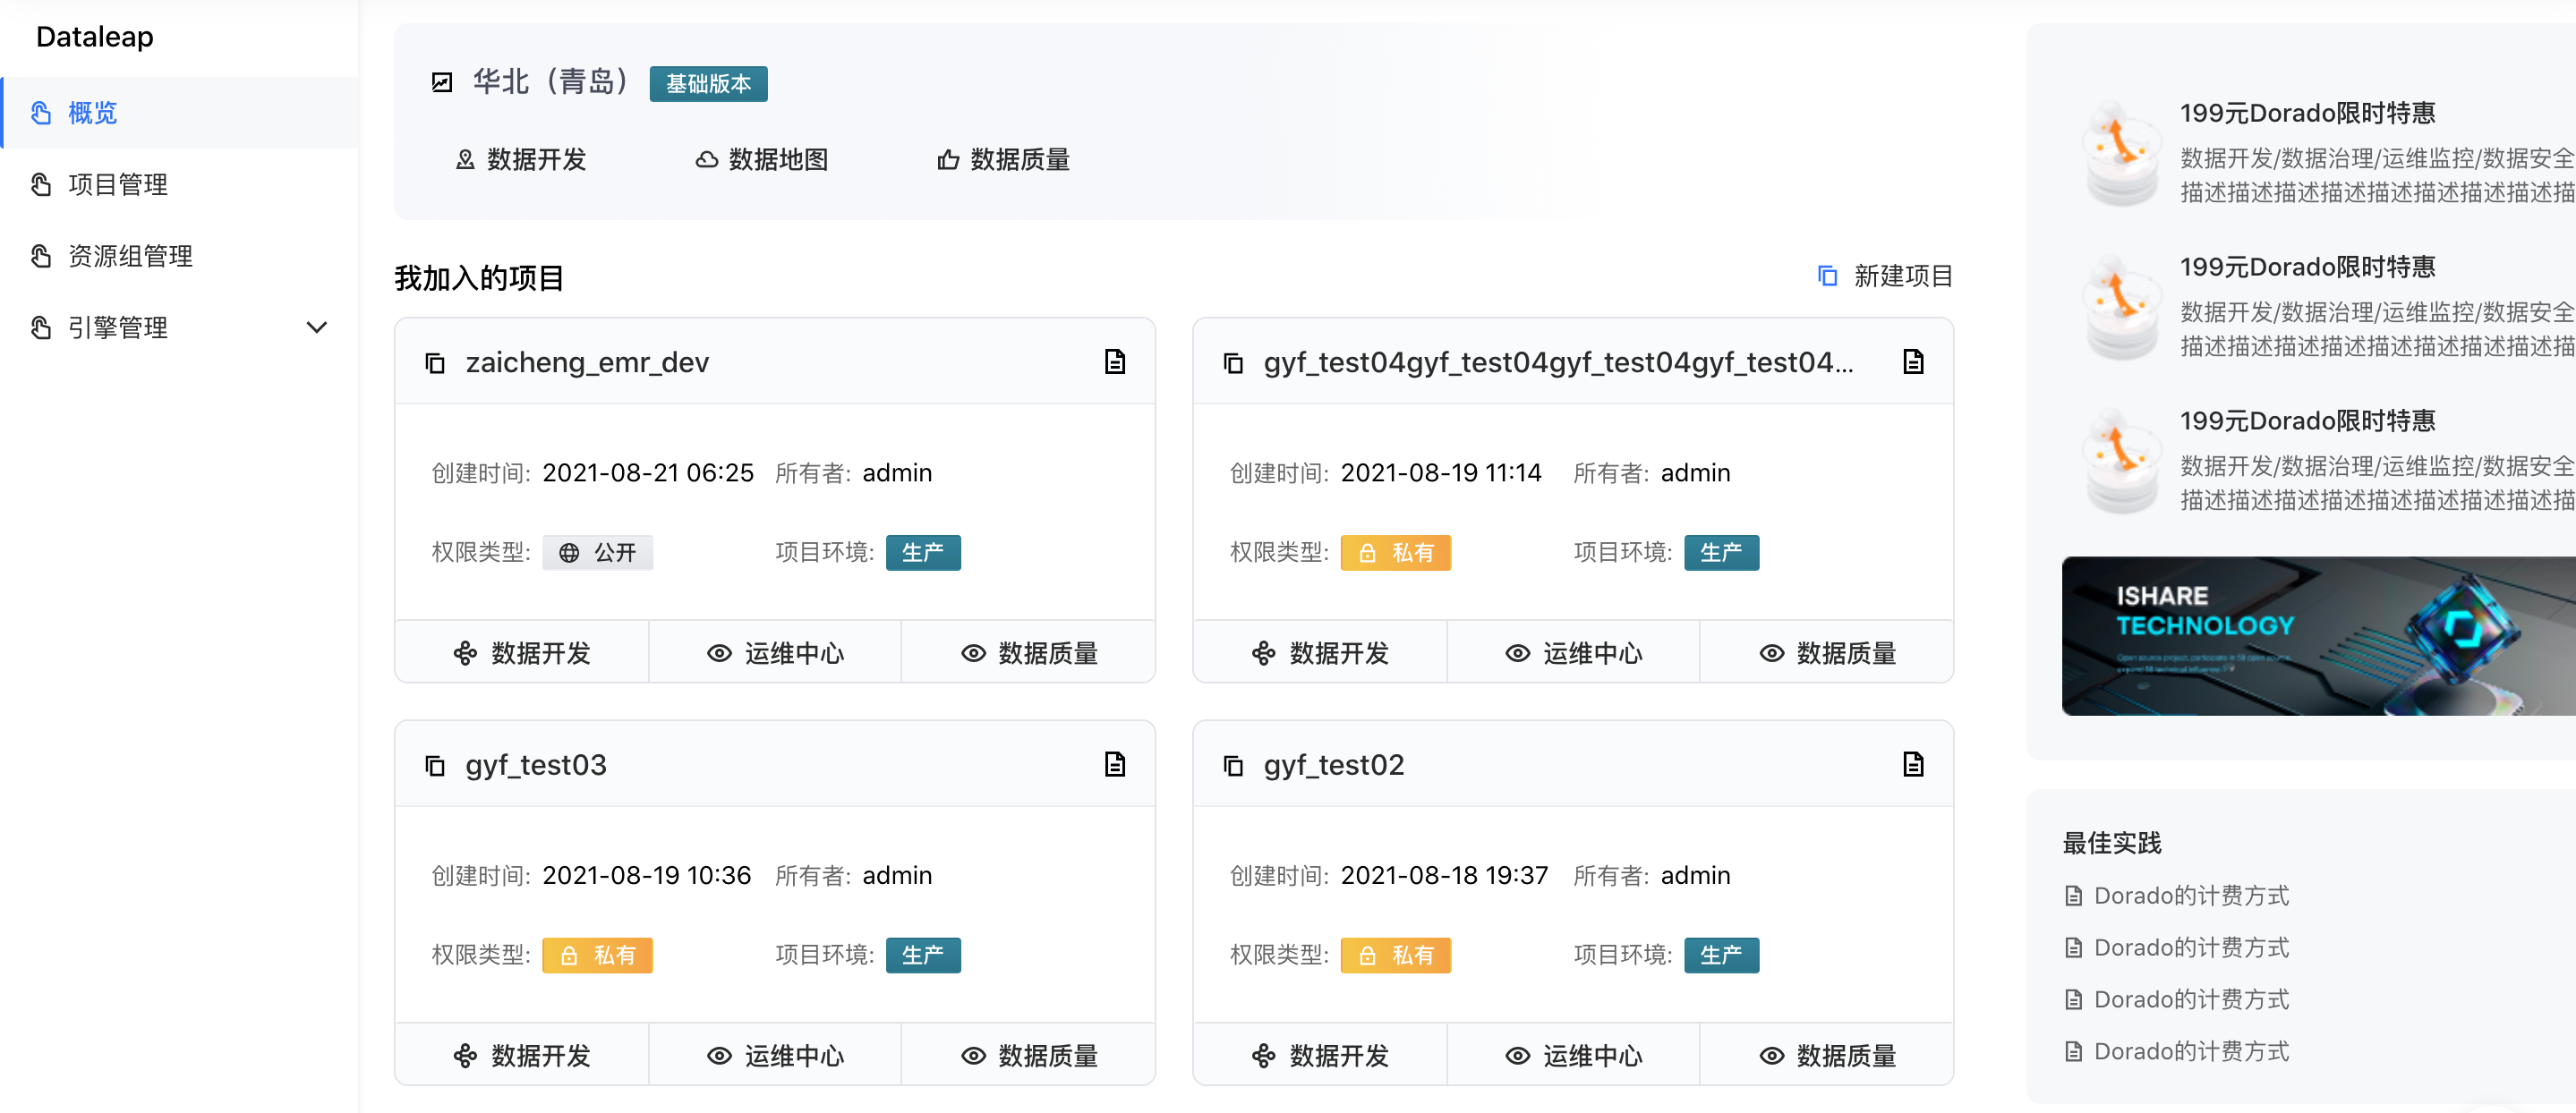 Dataleap
概览
项目管理
资源组管理
引擎管理
华北（青岛） 基础版本
数据开发 数据地图 数据质量
我加入的项目 新建项目
zaicheng_emr_dev
创建时间: 2021-08-21 06:25 所有者: admin
权限类型: 公开 项目环境: 生产
数据开发 运维中心 数据质量
gyf_test04gyf_test04gyf_test04gyf_test04...
创建时间: 2021-08-19 11:14 所有者: admin
权限类型: 私有 项目环境: 生产
数据开发 运维中心 数据质量
gyf_test03
创建时间: 2021-08-19 10:36 所有者: admin
权限类型: 私有 项目环境: 生产
数据开发 运维中心 数据质量
gyf_test02
创建时间: 2021-08-18 19:37 所有者: admin
权限类型: 私有 项目环境: 生产
数据开发 运维中心 数据质量
199元Dorado限时特惠
数据开发/数据治理/运维监控/数据安全
描述描述描述描述描述描述描述描述描
199元Dorado限时特惠
数据开发/数据治理/运维监控/数据安全
描述描述描述描述描述描述描述描述描
199元Dorado限时特惠
数据开发/数据治理/运维监控/数据安全
描述描述描述描述描述描述描述描述描
ISHARE
TECHNOLOGY
Open source project, participate in 58 open source,
expand 58 technical influence
最佳实践
Dorado的计费方式
Dorado的计费方式
Dorado的计费方式
Dorado的计费方式